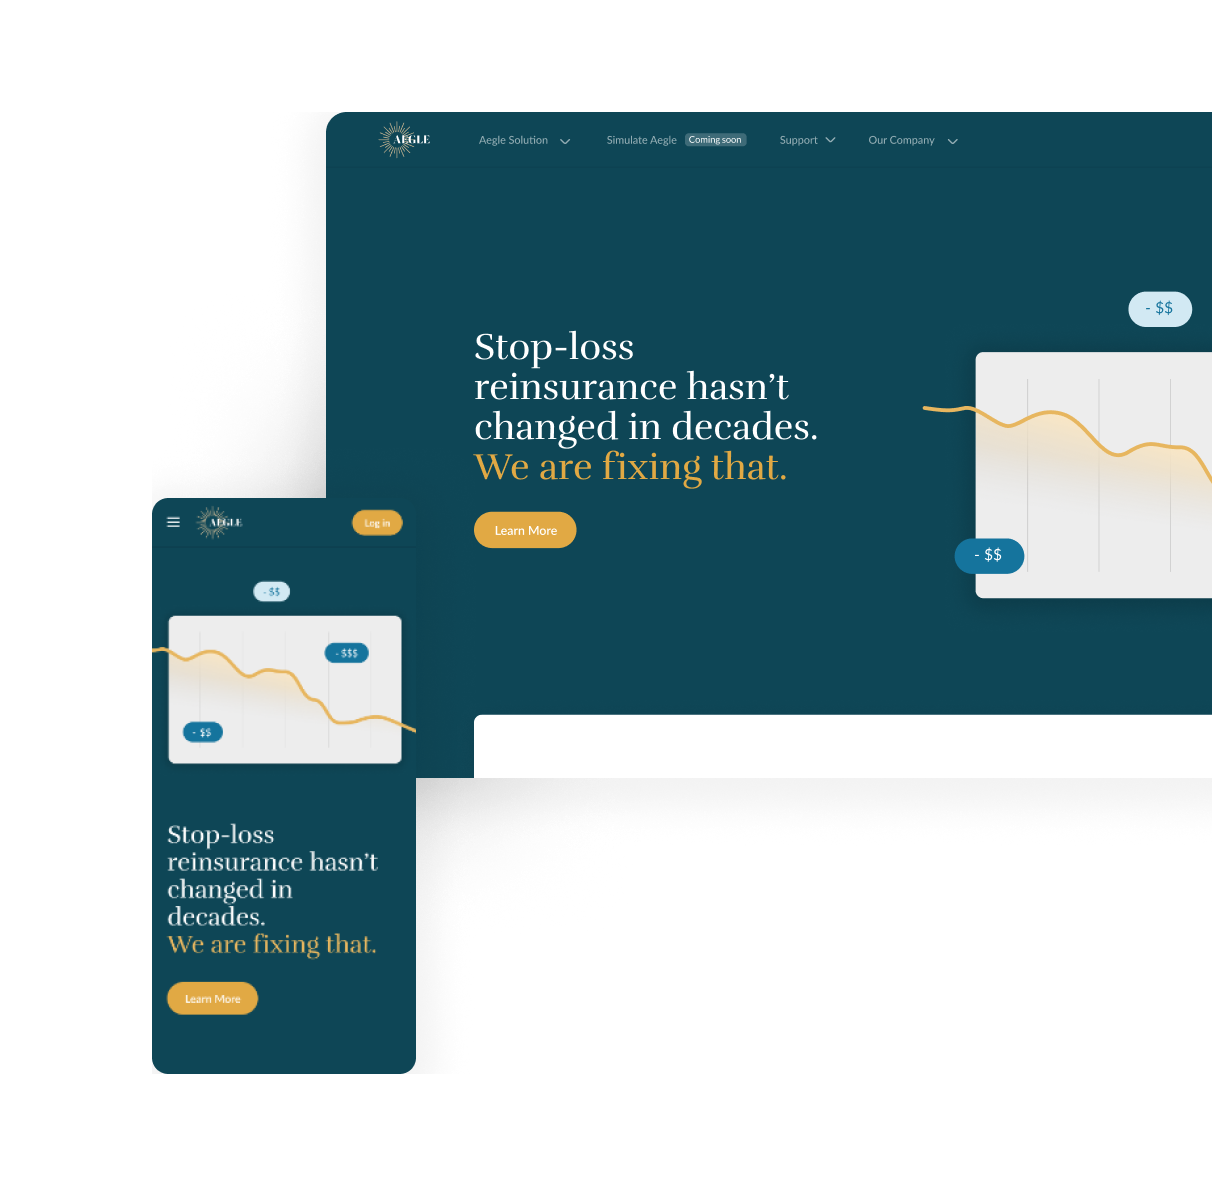 AEGLE
Aegle Solution
Simulate Aegle
Coming soon
Support
Our Company
- $$
Stop-loss
reinsurance hasn’t
changed in decades.
We are fixing that.
Learn More
- $$
AEGLE
Log in
- $$
- $$$
- $$
Stop-loss
reinsurance hasn’t
changed in
decades.
We are fixing that.
Learn More